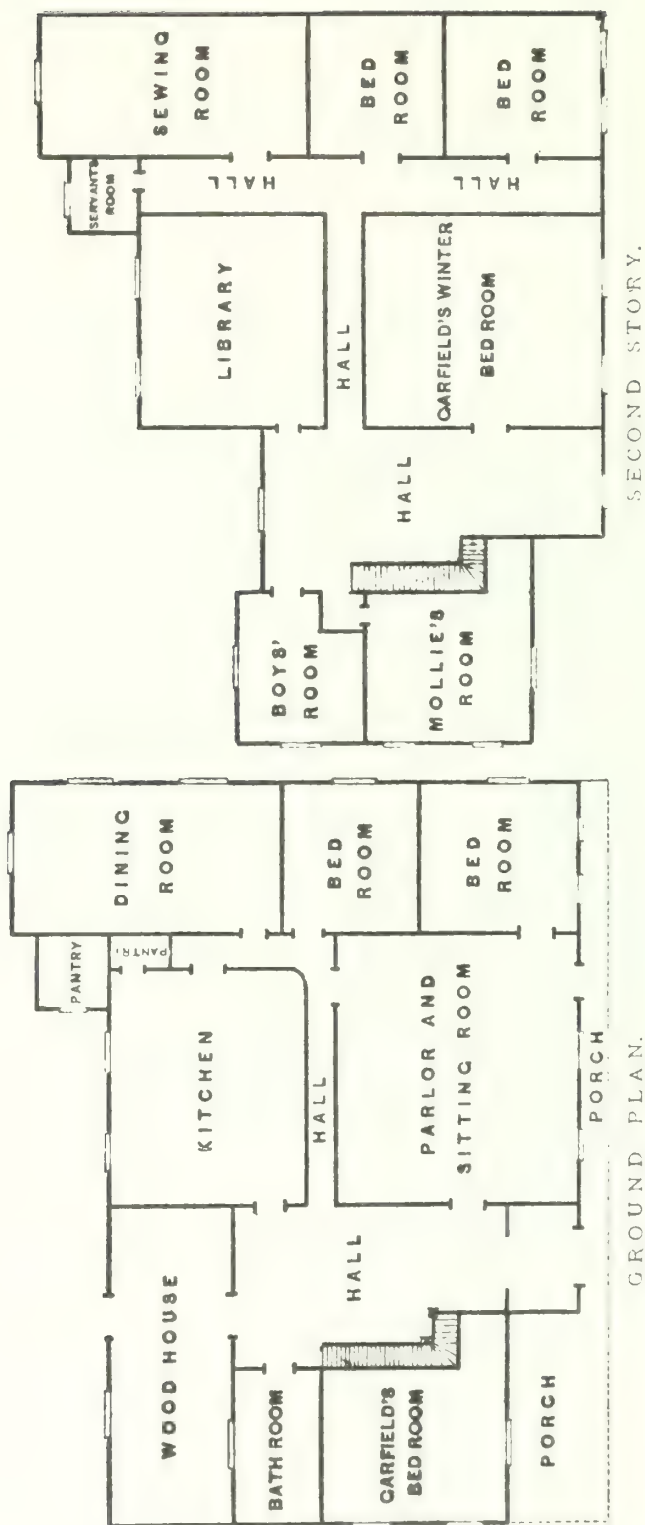 SEWING
ROOM
BED
ROOM
BED
ROOM
SERVANTS
ROOM
HALL
HALL
LIBRARY
HALL
GARFIELD'S WINTER
BED ROOM
HALL
BOYS'
ROOM
MOLLIE'S
ROOM
SECOND STORY.
DINING
ROOM
BED
ROOM
BED
ROOM
PANTRY
PANTRY
KITCHEN
HALL
PARLOR AND
SITTING ROOM
PORCH
WOOD HOUSE
HALL
BATH ROOM
GARFIELD'S
BED ROOM
PORCH
GROUND PLAN.